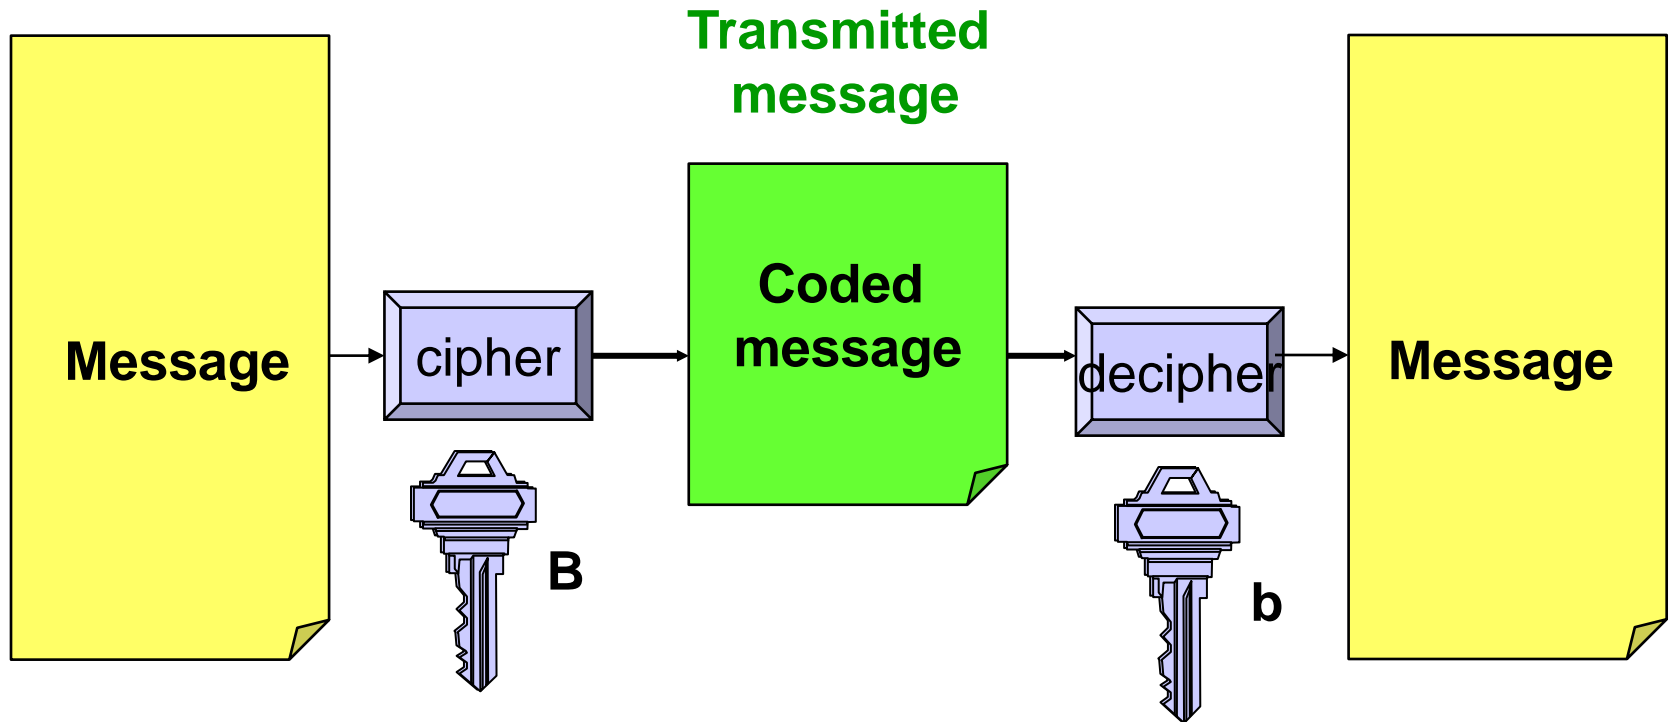 Transmitted
message
Message
cipher
Coded
message
decipher
Message
B
b